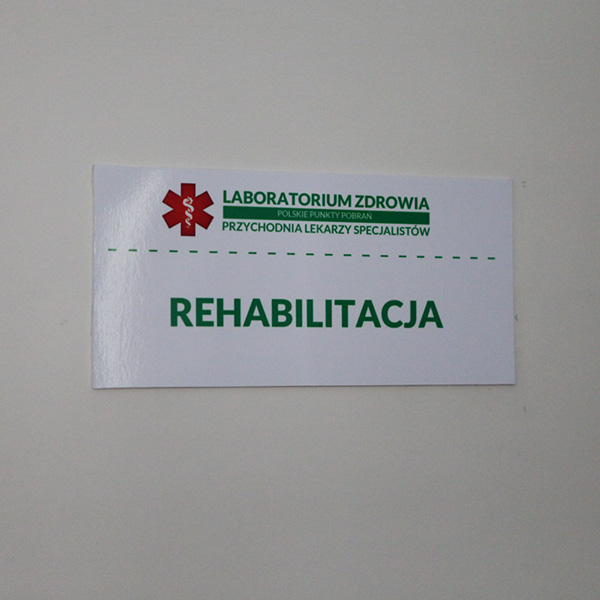 LABORATORIUM ZDROWIA
POLSKIE PUNKTY POBRAŃ
PRZYCHODNIA LEKARZY SPECJALISTÓW
REHABILITACJA